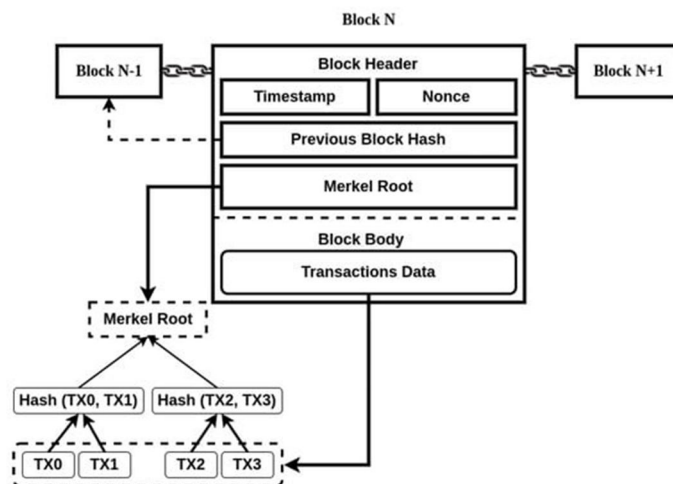 Block N
Block N-1
Block Header
Block N+1
Timestamp
Nonce
Previous Block Hash
Merkel Root
Block Body
Transactions Data
Merkel Root
Hash (TX0, TX1)
Hash (TX2, TX3)
TX0
TX1
TX2
TX3